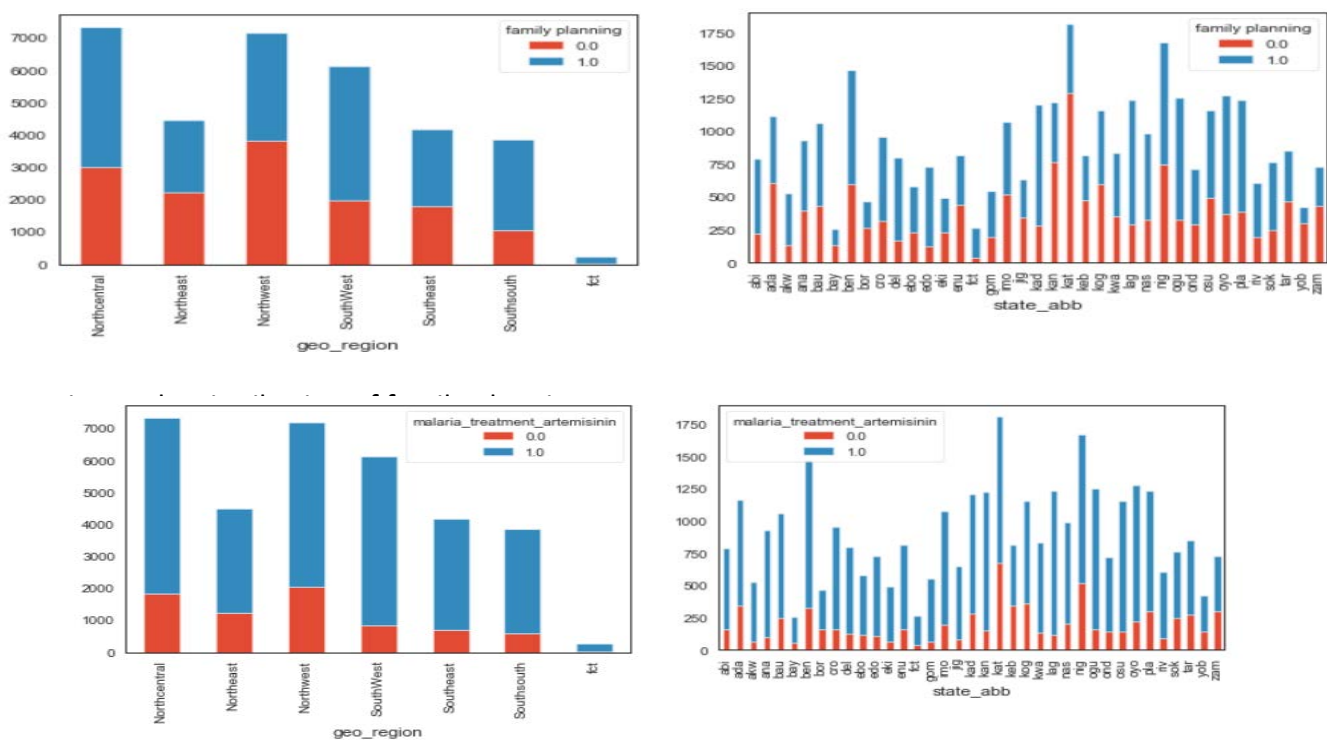 family planning
0.0
1.0
7000
6000
5000
4000
3000
2000
1000
0
Northcentral
Northeast
Northwest
SouthWest
Southeast
Southsouth
fct
geo_region
family planning
0.0
1.0
1750
1500
1250
1000
750
500
250
0
abi
ada
akw
ana
bau
bay
ben
bor
cro
del
ebo
edo
eki
enu
fct
gom
imo
jig
kad
kan
kat
keb
kog
kwa
lag
nas
nig
ogu
ond
osu
oyo
pla
riv
sok
tar
yob
zam
state_abb
malaria_treatment_artemisinin
0.0
1.0
7000
6000
5000
4000
3000
2000
1000
0
Northcentral
Northeast
Northwest
SouthWest
Southeast
Southsouth
fct
geo_region
malaria_treatment_artemisinin
0.0
1.0
1750
1500
1250
1000
750
500
250
0
abi
ada
akw
ana
bau
bay
ben
bor
cro
del
ebo
edo
eki
enu
fct
gom
imo
jig
kad
kan
kat
keb
kog
kwa
lag
nas
nig
ogu
ond
osu
oyo
pla
riv
sok
tar
yob
zam
state_abb